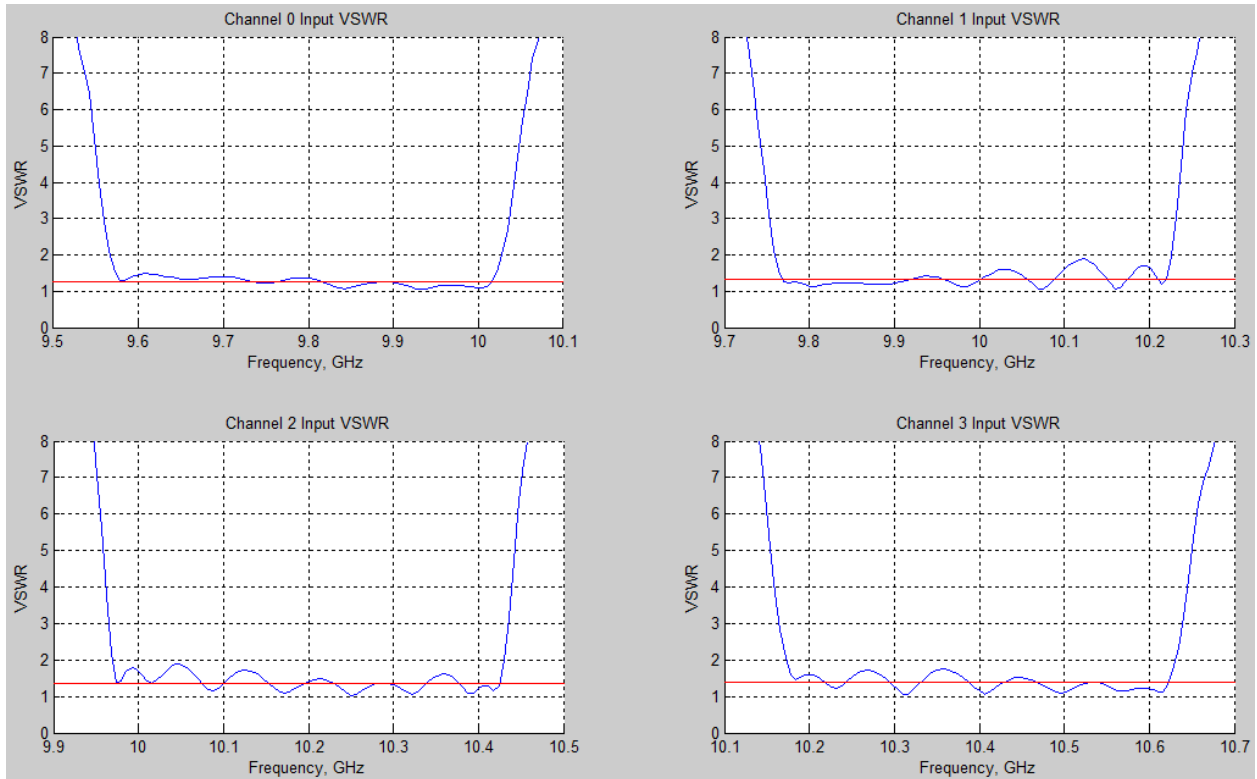 Channel 0 Input VSWR
8
7
6
5
4
3
2
1
0
VSWR
9.5 9.6 9.7 9.8 9.9 10 10.1
Frequency, GHz
Channel 1 Input VSWR
8
7
6
5
4
3
2
1
0
VSWR
9.7 9.8 9.9 10 10.1 10.2 10.3
Frequency, GHz
Channel 2 Input VSWR
8
7
6
5
4
3
2
1
0
VSWR
9.9 10 10.1 10.2 10.3 10.4 10.5
Frequency, GHz
Channel 3 Input VSWR
8
7
6
5
4
3
2
1
0
VSWR
10.1 10.2 10.3 10.4 10.5 10.6 10.7
Frequency, GHz